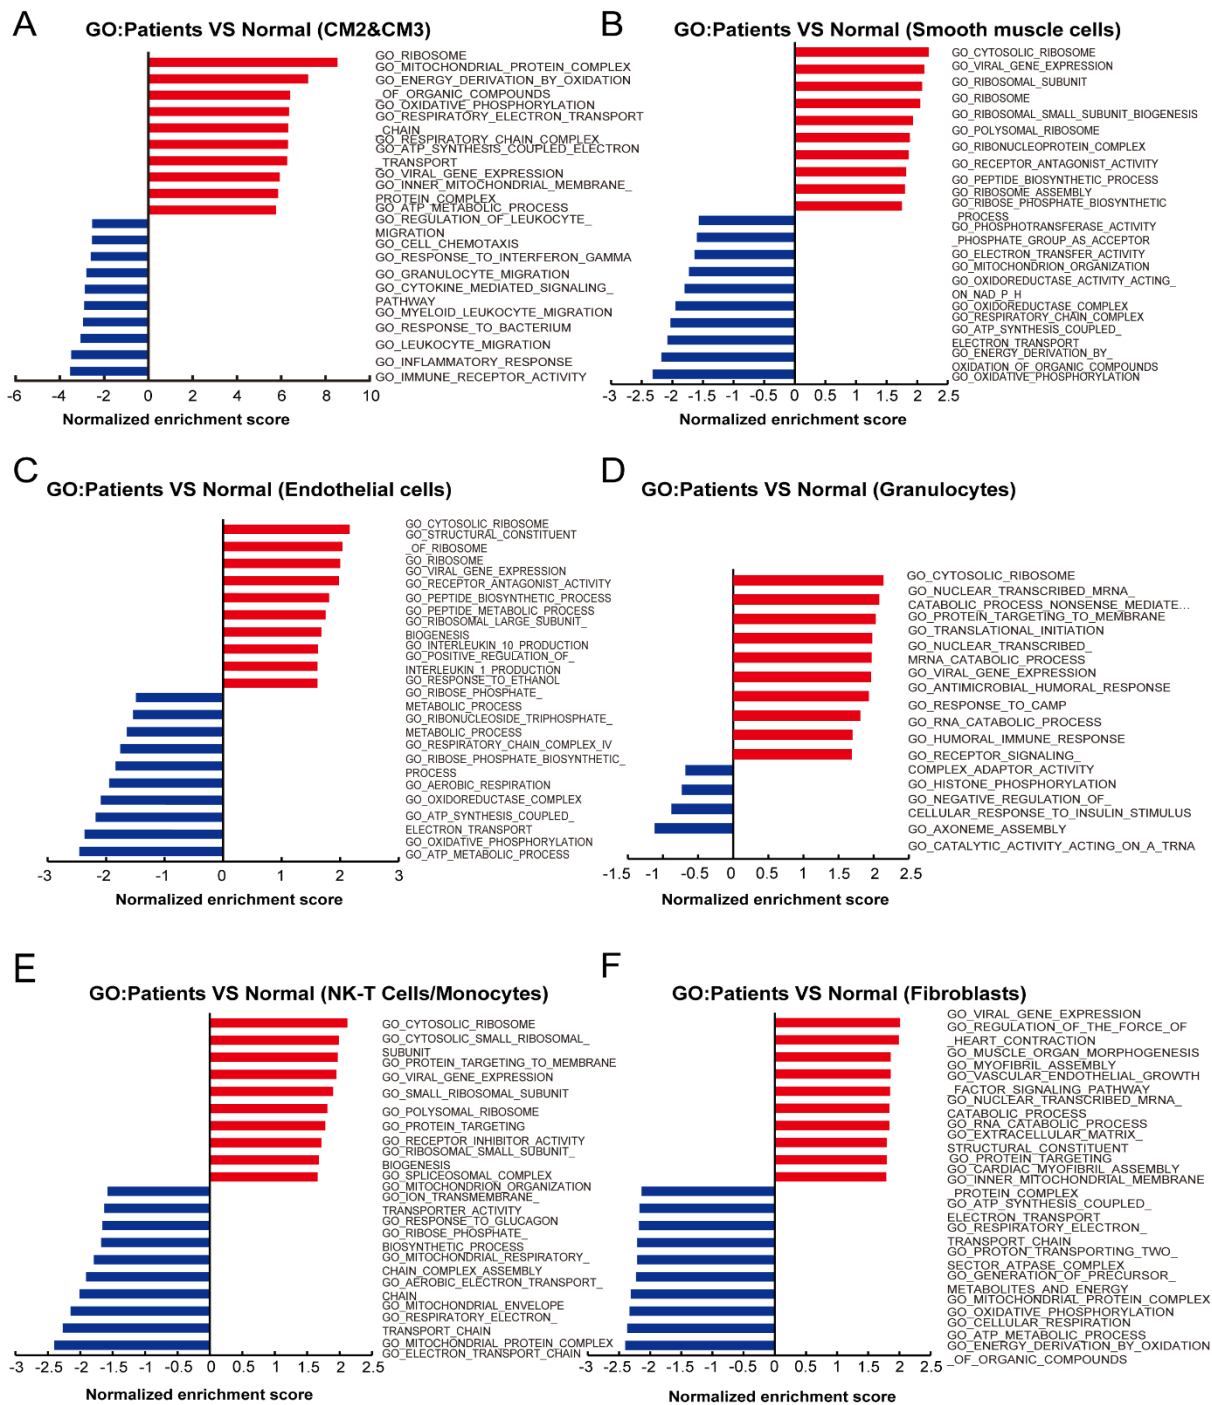 A
GO:Patients VS Normal (CM2&CM3)
GO_RIBOSOME
GO_MITOCHONDRIAL_PROTEIN_COMPLEX
GO_ENERGY_DERIVATION_BY_OXIDATION
_OF_ORGANIC_COMPOUNDS
GO_OXIDATIVE_PHOSPHORYLATION
GO_RESPIRATORY_ELECTRON_TRANSPORT
_CHAIN
GO_RESPIRATORY_CHAIN_COMPLEX
GO_ATP_SYNTHESIS_COUPLED_ELECTRON
_TRANSPORT
GO_VIRAL_GENE_EXPRESSION
GO_INNER_MITOCHONDRIAL_MEMBRANE_
PROTEIN_COMPLEX
GO_ATP_METABOLIC_PROCESS
GO_REGULATION_OF_LEUKOCYTE_
MIGRATION
GO_CELL_CHEMOTAXIS
GO_RESPONSE_TO_INTERFERON_GAMMA
GO_GRANULOCYTE_MIGRATION
GO_CYTOKINE_MEDIATED_SIGNALING_
PATHWAY
GO_MYELOID_LEUKOCYTE_MIGRATION
GO_RESPONSE_TO_BACTERIUM
GO_LEUKOCYTE_MIGRATION
GO_INFLAMMATORY_RESPONSE
GO_IMMUNE_RECEPTOR_ACTIVITY
-6 -4 -2 0 2 4 6 8 10
Normalized enrichment score
B
GO:Patients VS Normal (Smooth muscle cells)
GO_CYTOSOLIC_RIBOSOME
GO_VIRAL_GENE_EXPRESSION
GO_RIBOSOMAL_SUBUNIT
GO_RIBOSOME
GO_RIBOSOMAL_SMALL_SUBUNIT_BIOGENESIS
GO_POLYSOMAL_RIBOSOME
GO_RIBONUCLEOPROTEIN_COMPLEX
GO_RECEPTOR_ANTAGONIST_ACTIVITY
GO_PEPTIDE_BIOSYNTHETIC_PROCESS
GO_RIBOSOME_ASSEMBLY
GO_RIBOSE_PHOSPHATE_BIOSYNTHETIC
_PROCESS
GO_PHOSPHOTRANSFERASE_ACTIVITY
_PHOSPHATE_GROUP_AS_ACCEPTOR
GO_ELECTRON_TRANSFER_ACTIVITY
GO_MITOCHONDRION_ORGANIZATION
GO_OXIDOREDUCTASE_ACTIVITY_ACTING_
ON_NAD_P_H
GO_OXIDOREDUCTASE_COMPLEX
GO_RESPIRATORY_CHAIN_COMPLEX
GO_ATP_SYNTHESIS_COUPLED_
ELECTRON_TRANSPORT
GO_ENERGY_DERIVATION_BY_
OXIDATION_OF_ORGANIC_COMPOUNDS
GO_OXIDATIVE_PHOSPHORYLATION
-3 -2.5 -2 -1.5 -1 -0.5 0 0.5 1 1.5 2 2.5
Normalized enrichment score
C
GO:Patients VS Normal (Endothelial cells)
GO_CYTOSOLIC_RIBOSOME
GO_STRUCTURAL_CONSTITUENT
_OF_RIBOSOME
GO_RIBOSOME
GO_VIRAL_GENE_EXPRESSION
GO_RECEPTOR_ANTAGONIST_ACTIVITY
GO_PEPTIDE_BIOSYNTHETIC_PROCESS
GO_PEPTIDE_METABOLIC_PROCESS
GO_RIBOSOMAL_LARGE_SUBUNIT_
BIOGENESIS
GO_INTERLEUKIN_10_PRODUCTION
GO_POSITIVE_REGULATION_OF_
INTERLEUKIN_1_PRODUCTION
GO_RESPONSE_TO_ETHANOL
GO_RIBOSE_PHOSPHATE_
METABOLIC_PROCESS
GO_RIBONUCLEOSIDE_TRIPHOSPHATE_
METABOLIC_PROCESS
GO_RESPIRATORY_CHAIN_COMPLEX_IV
GO_RIBOSE_PHOSPHATE_BIOSYNTHETIC_
PROCESS
GO_AEROBIC_RESPIRATION
GO_OXIDOREDUCTASE_COMPLEX
GO_ATP_SYNTHESIS_COUPLED_
ELECTRON_TRANSPORT
GO_OXIDATIVE_PHOSPHORYLATION
GO_ATP_METABOLIC_PROCESS
-3 -2 -1 0 1 2 3
Normalized enrichment score
D
GO:Patients VS Normal (Granulocytes)
GO_CYTOSOLIC_RIBOSOME
GO_NUCLEAR_TRANSCRIBED_MRNA_
CATABOLIC_PROCESS_NONSENSE_MEDIATE...
GO_PROTEIN_TARGETING_TO_MEMBRANE
GO_TRANSLATIONAL_INITIATION
GO_NUCLEAR_TRANSCRIBED_
MRNA_CATABOLIC_PROCESS
GO_VIRAL_GENE_EXPRESSION
GO_ANTIMICROBIAL_HUMORAL_RESPONSE
GO_RESPONSE_TO_CAMP
GO_RNA_CATABOLIC_PROCESS
GO_HUMORAL_IMMUNE_RESPONSE
GO_RECEPTOR_SIGNALING_
COMPLEX_ADAPTOR_ACTIVITY
GO_HISTONE_PHOSPHORYLATION
GO_NEGATIVE_REGULATION_OF_
CELLULAR_RESPONSE_TO_INSULIN_STIMULUS
GO_AXONEME_ASSEMBLY
GO_CATALYTIC_ACTIVITY_ACTING_ON_A_TRNA
-1.5 -1 -0.5 0 0.5 1 1.5 2 2.5
Normalized enrichment score
E
GO:Patients VS Normal (NK-T Cells/Monocytes)
GO_CYTOSOLIC_RIBOSOME
GO_CYTOSOLIC_SMALL_RIBOSOMAL_
SUBUNIT
GO_PROTEIN_TARGETING_TO_MEMBRANE
GO_VIRAL_GENE_EXPRESSION
GO_SMALL_RIBOSOMAL_SUBUNIT
GO_POLYSOMAL_RIBOSOME
GO_PROTEIN_TARGETING
GO_RECEPTOR_INHIBITOR_ACTIVITY
GO_RIBOSOMAL_SMALL_SUBUNIT_
BIOGENESIS
GO_SPLICEOSOMAL_COMPLEX
GO_MITOCHONDRION_ORGANIZATION
GO_ION_TRANSMEMBRANE_
TRANSPORTER_ACTIVITY
GO_RESPONSE_TO_GLUCAGON
GO_RIBOSE_PHOSPHATE_
BIOSYNTHETIC_PROCESS
GO_MITOCHONDRIAL_RESPIRATORY_
CHAIN_COMPLEX_ASSEMBLY
GO_AEROBIC_ELECTRON_TRANSPORT_
CHAIN
GO_MITOCHONDRIAL_ENVELOPE
GO_RESPIRATORY_ELECTRON_
TRANSPORT_CHAIN
GO_MITOCHONDRIAL_PROTEIN_COMPLEX
GO_ELECTRON_TRANSPORT_CHAIN
-3 -2.5 -2 -1.5 -1 -0.5 0 0.5 1 1.5 2 2.5
Normalized enrichment score
F
GO:Patients VS Normal (Fibroblasts)
GO_VIRAL_GENE_EXPRESSION
GO_REGULATION_OF_THE_FORCE_OF
_HEART_CONTRACTION
GO_MUSCLE_ORGAN_MORPHOGENESIS
GO_MYOFIBRIL_ASSEMBLY
GO_VASCULAR_ENDOTHELIAL_GROWTH
_FACTOR_SIGNALING_PATHWAY
GO_NUCLEAR_TRANSCRIBED_MRNA_
CATABOLIC_PROCESS
GO_RNA_CATABOLIC_PROCESS
GO_EXTRACELLULAR_MATRIX_
STRUCTURAL_CONSTITUENT
GO_PROTEIN_TARGETING
GO_CARDIAC_MYOFIBRIL_ASSEMBLY
GO_INNER_MITOCHONDRIAL_MEMBRANE
_PROTEIN_COMPLEX
GO_ATP_SYNTHESIS_COUPLED_
ELECTRON_TRANSPORT
GO_RESPIRATORY_ELECTRON_
TRANSPORT_CHAIN
GO_PROTON_TRANSPORTING_TWO_
SECTOR_ATPASE_COMPLEX
GO_GENERATION_OF_PRECURSOR_
METABOLITES_AND_ENERGY
GO_MITOCHONDRIAL_PROTEIN_COMPLEX
GO_OXIDATIVE_PHOSPHORYLATION
GO_CELLULAR_RESPIRATION
GO_ATP_METABOLIC_PROCESS
GO_ENERGY_DERIVATION_BY_OXIDATION
_OF_ORGANIC_COMPOUNDS
-3 -2.5 -2 -1.5 -1 -0.5 0 0.5 1 1.5 2 2.5
Normalized enrichment score